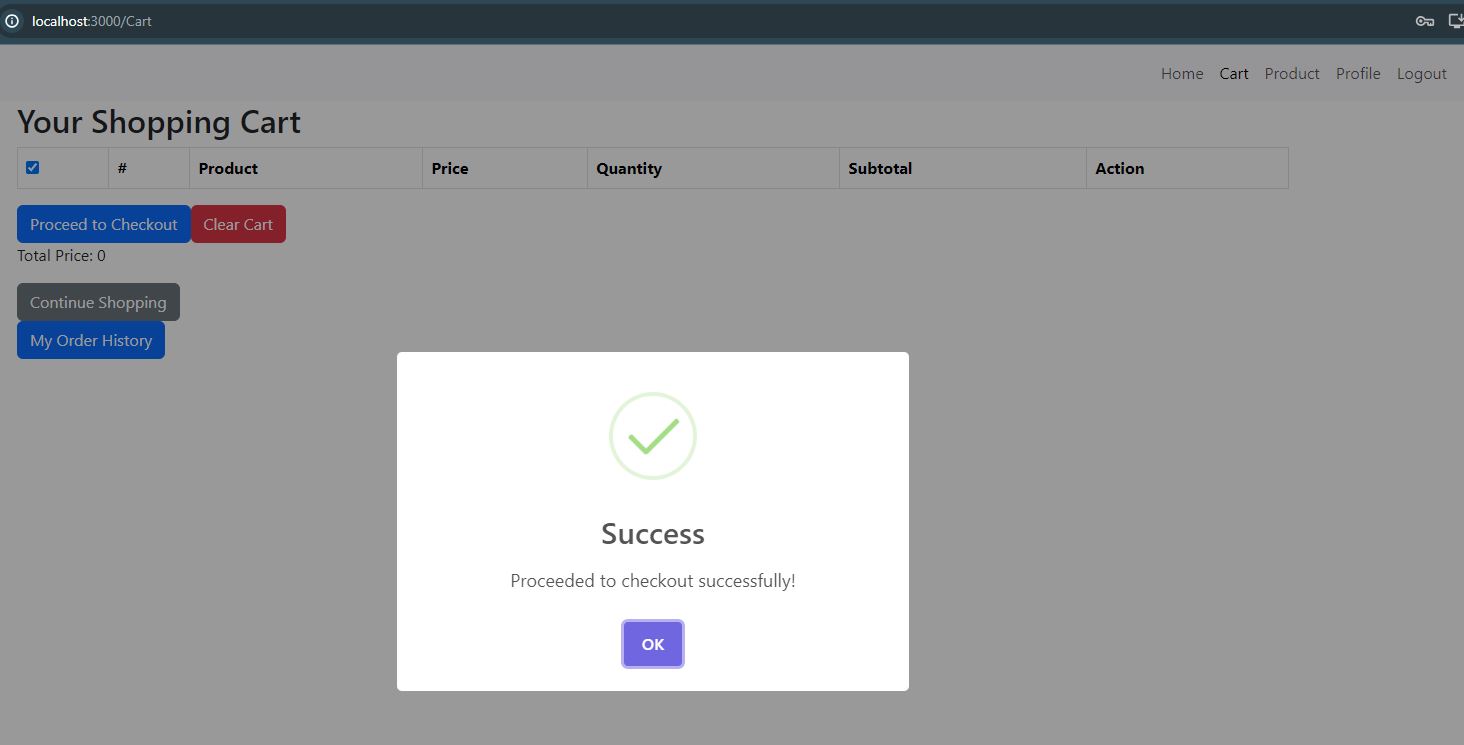 localhost:3000/Cart
Home Cart Product Profile Logout
Your Shopping Cart
# Product Price Quantity Subtotal Action
Proceed to Checkout Clear Cart
Total Price: 0
Continue Shopping
My Order History
Success
Proceeded to checkout successfully!
OK